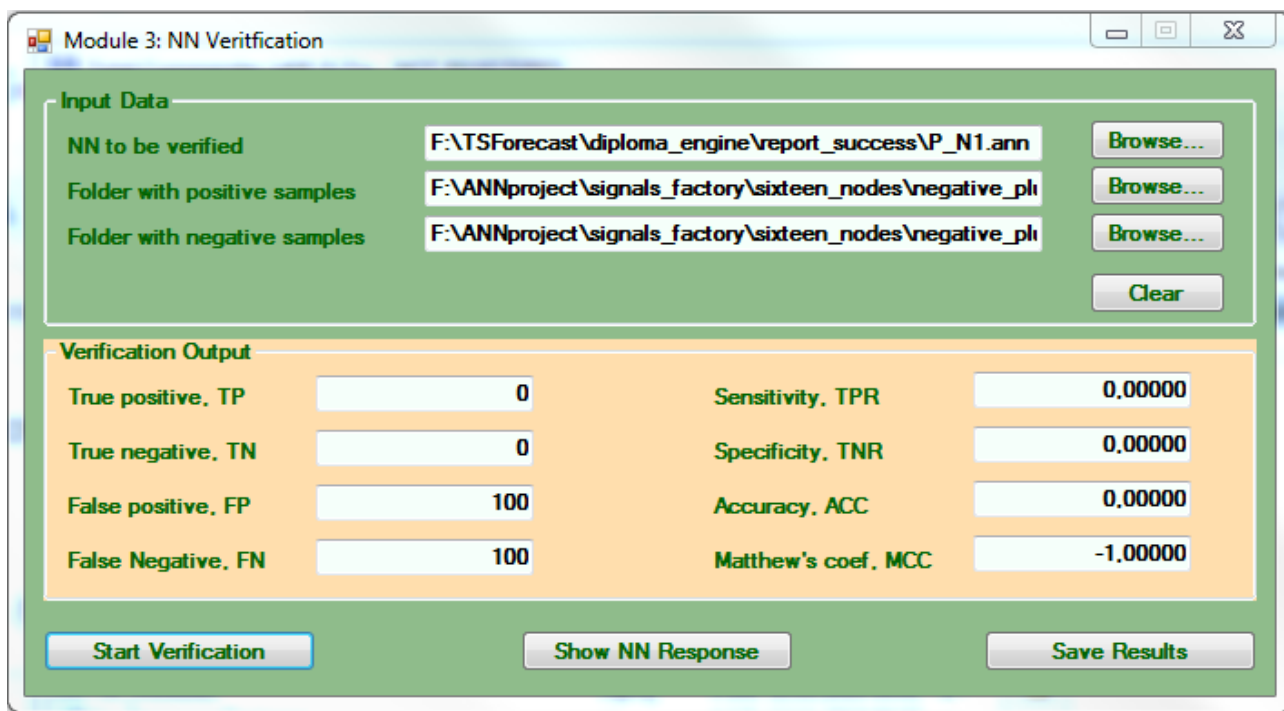 Module 3: NN Veritfication
Input Data
NN to be verified F:\TSForecast\diploma_engine\report_success\P_N1.ann Browse...
Folder with positive samples F:\ANNproject\signals_factory\sixteen_nodes\negative_plu Browse...
Folder with negative samples F:\ANNproject\signals_factory\sixteen_nodes\negative_plu Browse...
Clear
Verification Output
True positive, TP 0 Sensitivity, TPR 0,00000
True negative, TN 0 Specificity, TNR 0,00000
False positive, FP 100 Accuracy, ACC 0,00000
False Negative, FN 100 Matthew's coef, MCC -1,00000
Start Verification Show NN Response Save Results